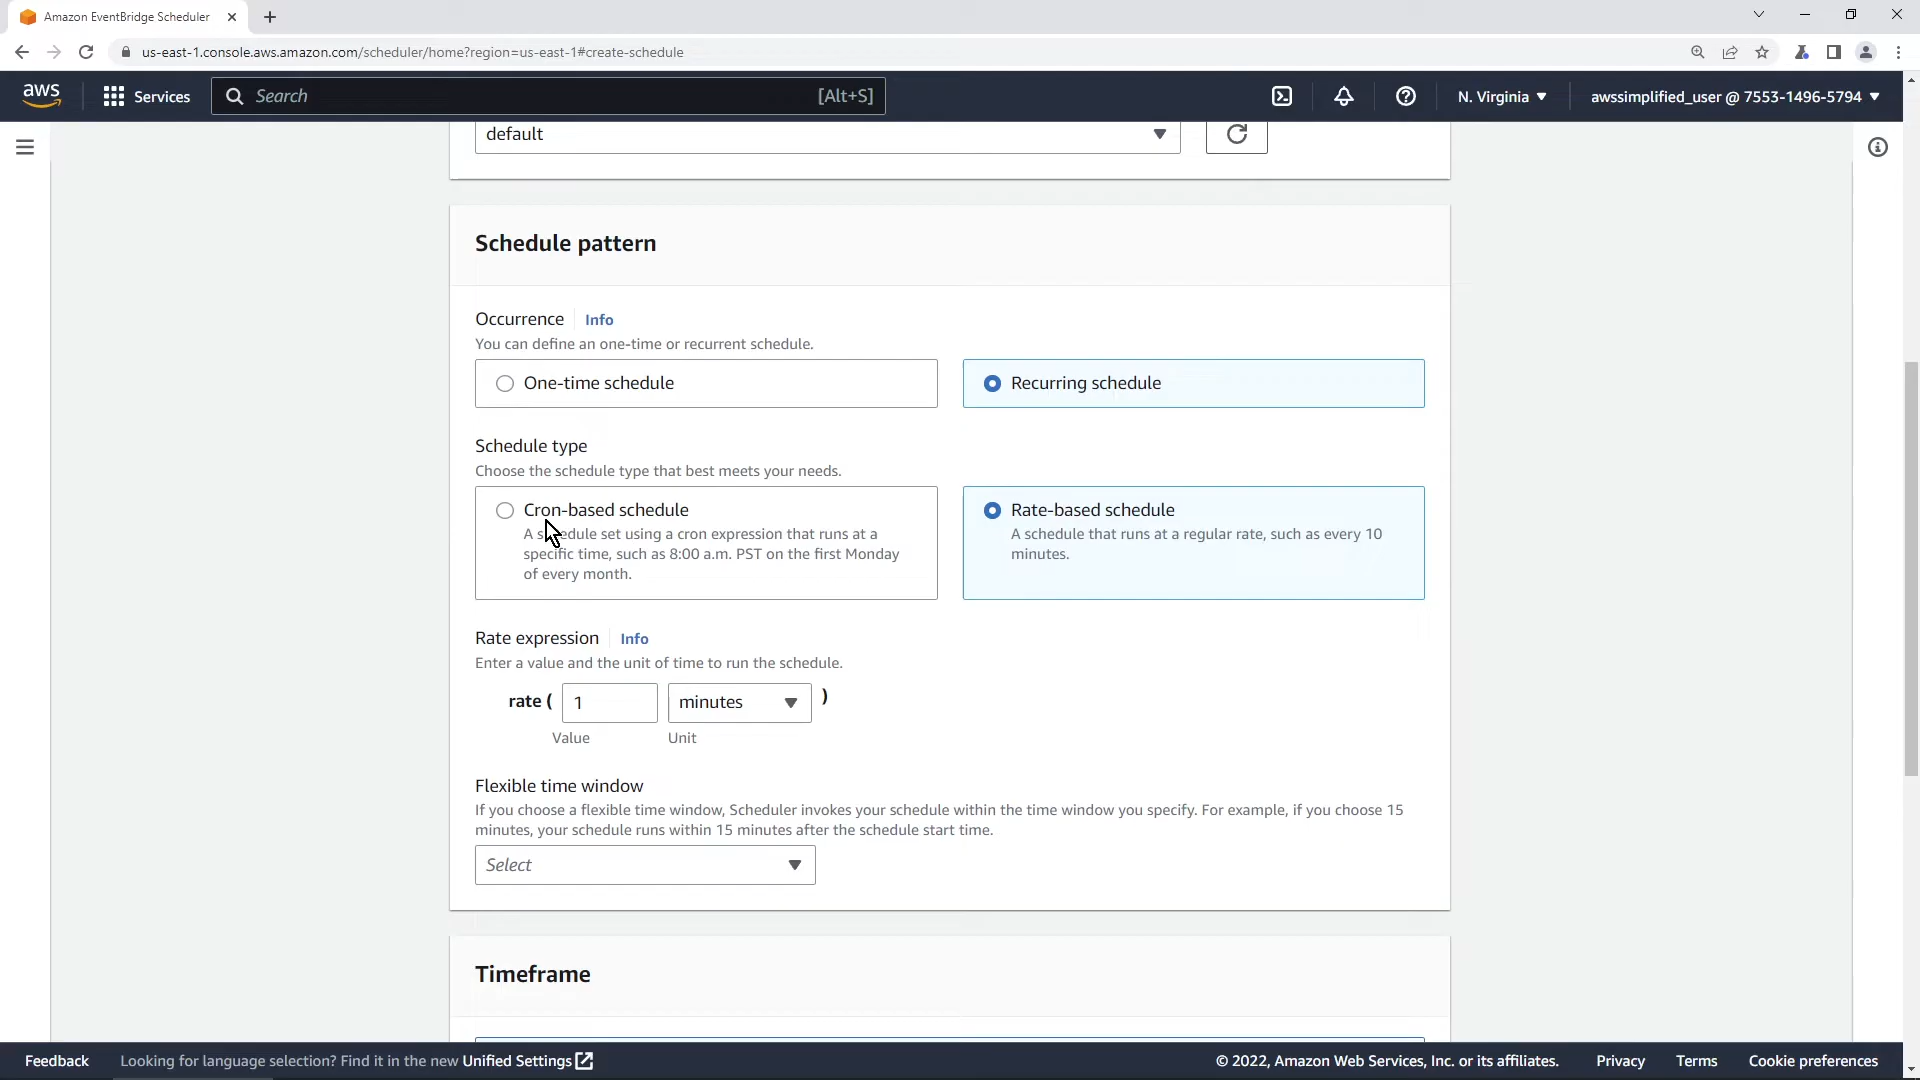 Amazon EventBridge Scheduler
us-east-1.console.aws.amazon.com/scheduler/home?region=us-east-1#create-schedule
aws
Services
Search
[Alt+S]
N. Virginia
awssimplified_user @ 7553-1496-5794
default
Schedule pattern
Occurrence Info
You can define an one-time or recurrent schedule.
One-time schedule
Recurring schedule
Schedule type
Choose the schedule type that best meets your needs.
Cron-based schedule
A schedule set using a cron expression that runs at a
specific time, such as 8:00 a.m. PST on the first Monday
of every month.
Rate-based schedule
A schedule that runs at a regular rate, such as every 10
minutes.
Rate expression Info
Enter a value and the unit of time to run the schedule.
rate ( 1 minutes )
Value Unit
Flexible time window
If you choose a flexible time window, Scheduler invokes your schedule within the time window you specify. For example, if you choose 15
minutes, your schedule runs within 15 minutes after the schedule start time.
Select
Timeframe
Feedback
Looking for language selection? Find it in the new Unified Settings
© 2022, Amazon Web Services, Inc. or its affiliates.
Privacy
Terms
Cookie preferences